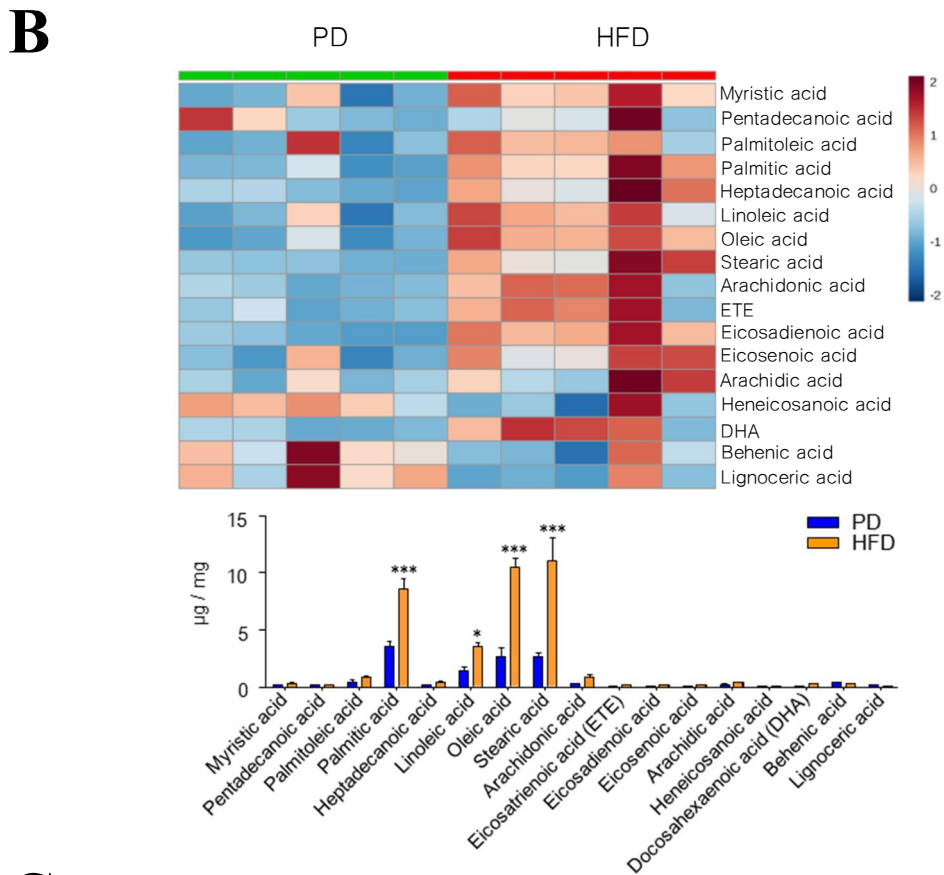 B
PD HFD
Myristic acid
Pentadecanoic acid
Palmitoleic acid
Palmitic acid
Heptadecanoic acid
Linoleic acid
Oleic acid
Stearic acid
Arachidonic acid
ETE
Eicosadienoic acid
Eicosenoic acid
Arachidic acid
Heneicosanoic acid
DHA
Behenic acid
Lignoceric acid
2
1
0
-1
-2
µg / mg
15
10
5
0
***
*
***
***
PD
HFD
Myristic acid
Pentadecanoic acid
Palmitoleic acid
Palmitic acid
Heptadecanoic acid
Linoleic acid
Oleic acid
Stearic acid
Arachidonic acid
Eicosatrienoic acid (ETE)
Eicosadienoic acid
Eicosenoic acid
Arachidic acid
Heneicosanoic acid
Docosahexaenoic acid (DHA)
Behenic acid
Lignoceric acid